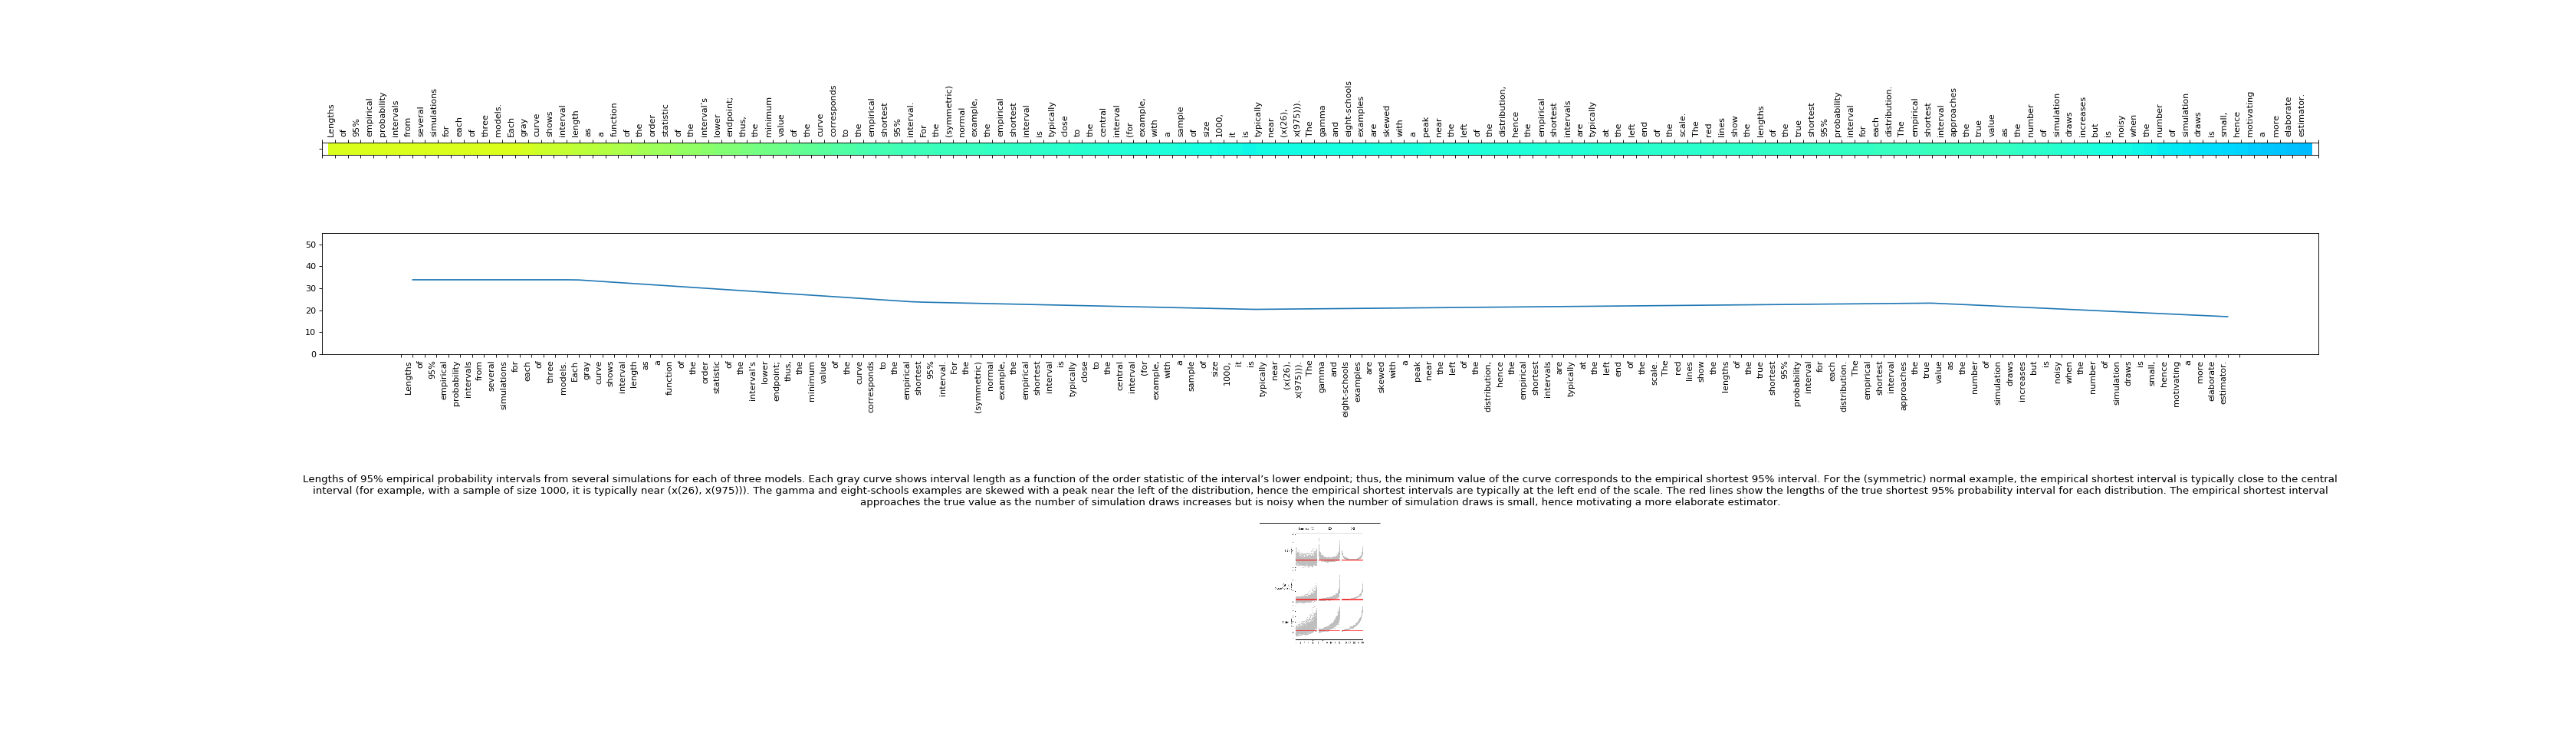 Lengths of 95% empirical probability intervals from several simulations for each of three models. Each gray curve shows interval length as a function of the order statistic of the interval’s lower endpoint; thus, the minimum value of the curve corresponds to the empirical shortest 95% interval. For the (symmetric) normal example, the empirical shortest interval is typically close to the central interval (for example, with a sample of size 1000, it is typically near (x(26), x(975))). The gamma and eight-schools examples are skewed with a peak near the left of the distribution, hence the empirical shortest intervals are typically at the left end of the scale. The red lines show the lengths of the true shortest 95% probability interval for each distribution. The empirical shortest interval approaches the true value as the number of simulation draws increases but is noisy when the number of simulation draws is small, hence motivating a more elaborate estimator.
50
40
30
20
10
0
Lengths of 95% empirical probability intervals from several simulations for each of three models. Each gray curve shows interval length as a function of the order statistic of the interval’s lower endpoint; thus, the minimum value of the curve corresponds to the empirical shortest 95% interval. For the (symmetric) normal example, the empirical shortest interval is typically close to the central interval (for example, with a sample of size 1000, it is typically near (x(26), x(975))). The gamma and eight-schools examples are skewed with a peak near the left of the distribution, hence the empirical shortest intervals are typically at the left end of the scale. The red lines show the lengths of the true shortest 95% probability interval for each distribution. The empirical shortest interval approaches the true value as the number of simulation draws increases but is noisy when the number of simulation draws is small, hence motivating a more elaborate estimator.
Lengths of 95% empirical probability intervals from several simulations for each of three models. Each gray curve shows interval length as a function of the order statistic of the interval’s lower endpoint; thus, the minimum value of the curve corresponds to the empirical shortest 95% interval. For the (symmetric) normal example, the empirical shortest interval is typically close to the central
interval (for example, with a sample of size 1000, it is typically near (x(26), x(975))). The gamma and eight-schools examples are skewed with a peak near the left of the distribution, hence the empirical shortest intervals are typically at the left end of the scale. The red lines show the lengths of the true shortest 95% probability interval for each distribution. The empirical shortest interval
approaches the true value as the number of simulation draws increases but is noisy when the number of simulation draws is small, hence motivating a more elaborate estimator.